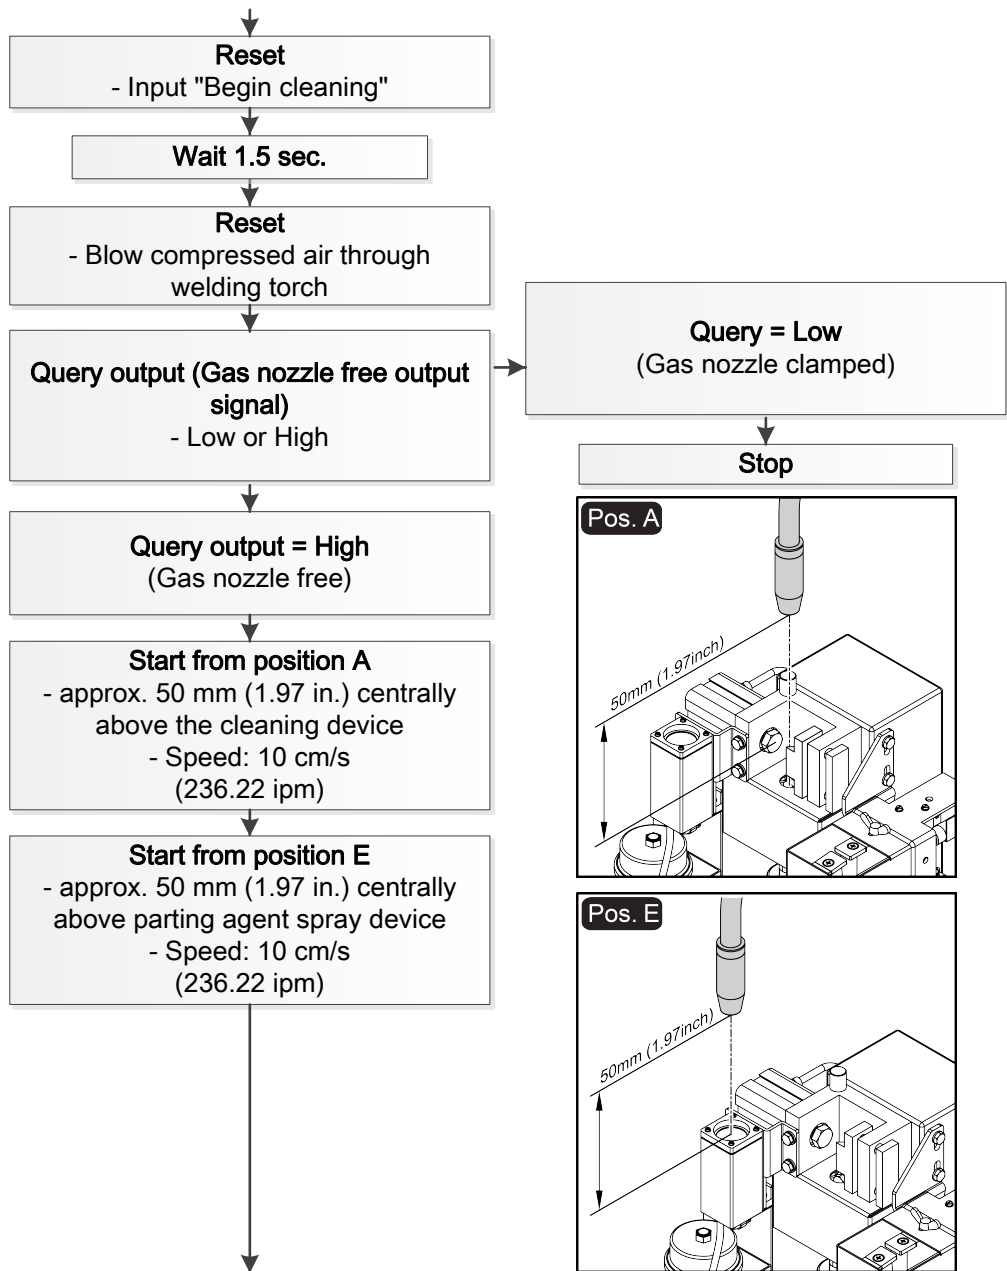 Reset
- Input "Begin cleaning"
Wait 1.5 sec.
Reset
- Blow compressed air through
welding torch
Query output (Gas nozzle free output
signal)
- Low or High
Query = Low
(Gas nozzle clamped)
Stop
Query output = High
(Gas nozzle free)
Start from position A
- approx. 50 mm (1.97 in.) centrally
above the cleaning device
- Speed: 10 cm/s
(236.22 ipm)
Start from position E
- approx. 50 mm (1.97 in.) centrally
above parting agent spray device
- Speed: 10 cm/s
(236.22 ipm)
Pos. A
50mm (1.97inch)
Pos. E
50mm (1.97inch)